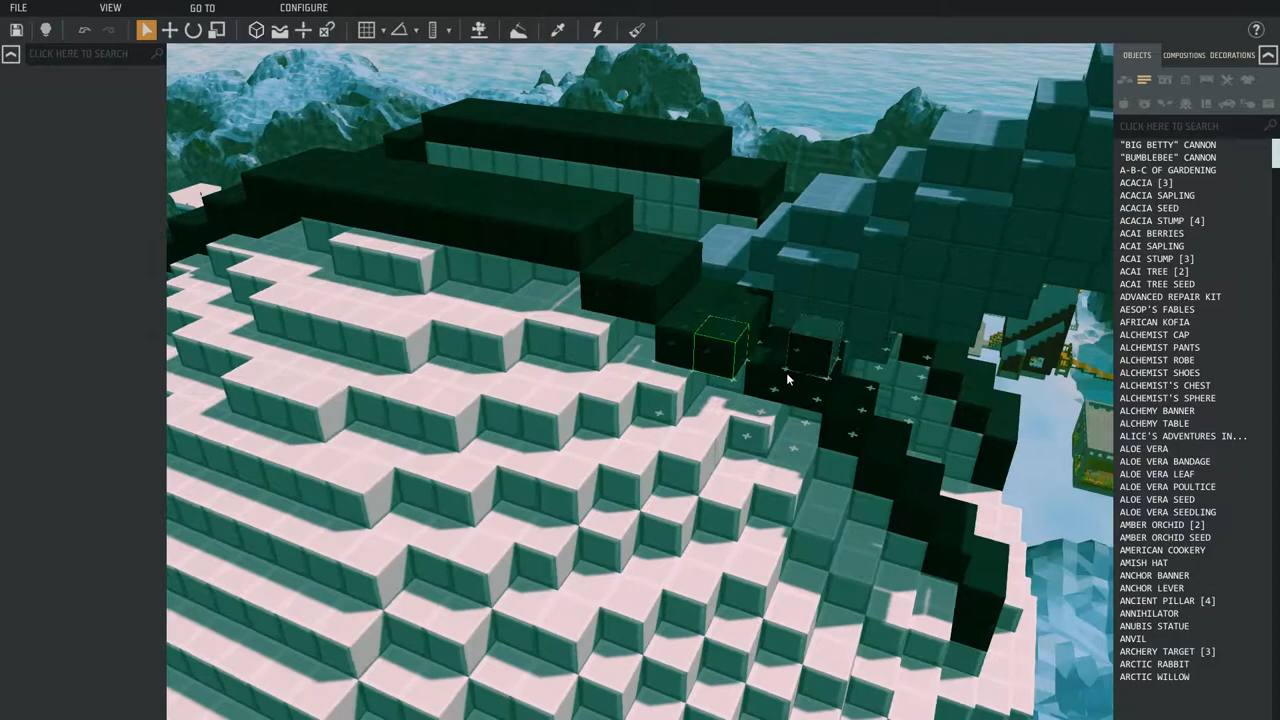 FILE VIEW GO TO CONFIGURE
CLICK HERE TO SEARCH
OBJECTS COMPOSITIONS DECORATIONS
CLICK HERE TO SEARCH
"BIG BETTY" CANNON
"BUMBLEBEE" CANNON
A-B-C OF GARDENING
ACACIA [3]
ACACIA SAPLING
ACACIA SEED
ACACIA STUMP [4]
ACAI BERRIES
ACAI SAPLING
ACAI STUMP [3]
ACAI TREE [2]
ACAI TREE SEED
ADVANCED REPAIR KIT
AESOP'S FABLES
AFRICAN KOFIA
ALCHEMIST CAP
ALCHEMIST PANTS
ALCHEMIST ROBE
ALCHEMIST SHOES
ALCHEMIST'S CHEST
ALCHEMIST'S SPHERE
ALCHEMY BANNER
ALCHEMY TABLE
ALICE'S ADVENTURES IN...
ALOE VERA
ALOE VERA BANDAGE
ALOE VERA LEAF
ALOE VERA POULTICE
ALOE VERA SEED
ALOE VERA SEEDLING
AMBER ORCHID [2]
AMBER ORCHID SEED
AMERICAN COOKERY
AMISH HAT
ANCHOR BANNER
ANCHOR LEVER
ANCIENT PILLAR [4]
ANNIHILATOR
ANUBIS STATUE
ANVIL
ARCHERY TARGET [3]
ARCTIC RABBIT
ARCTIC WILLOW